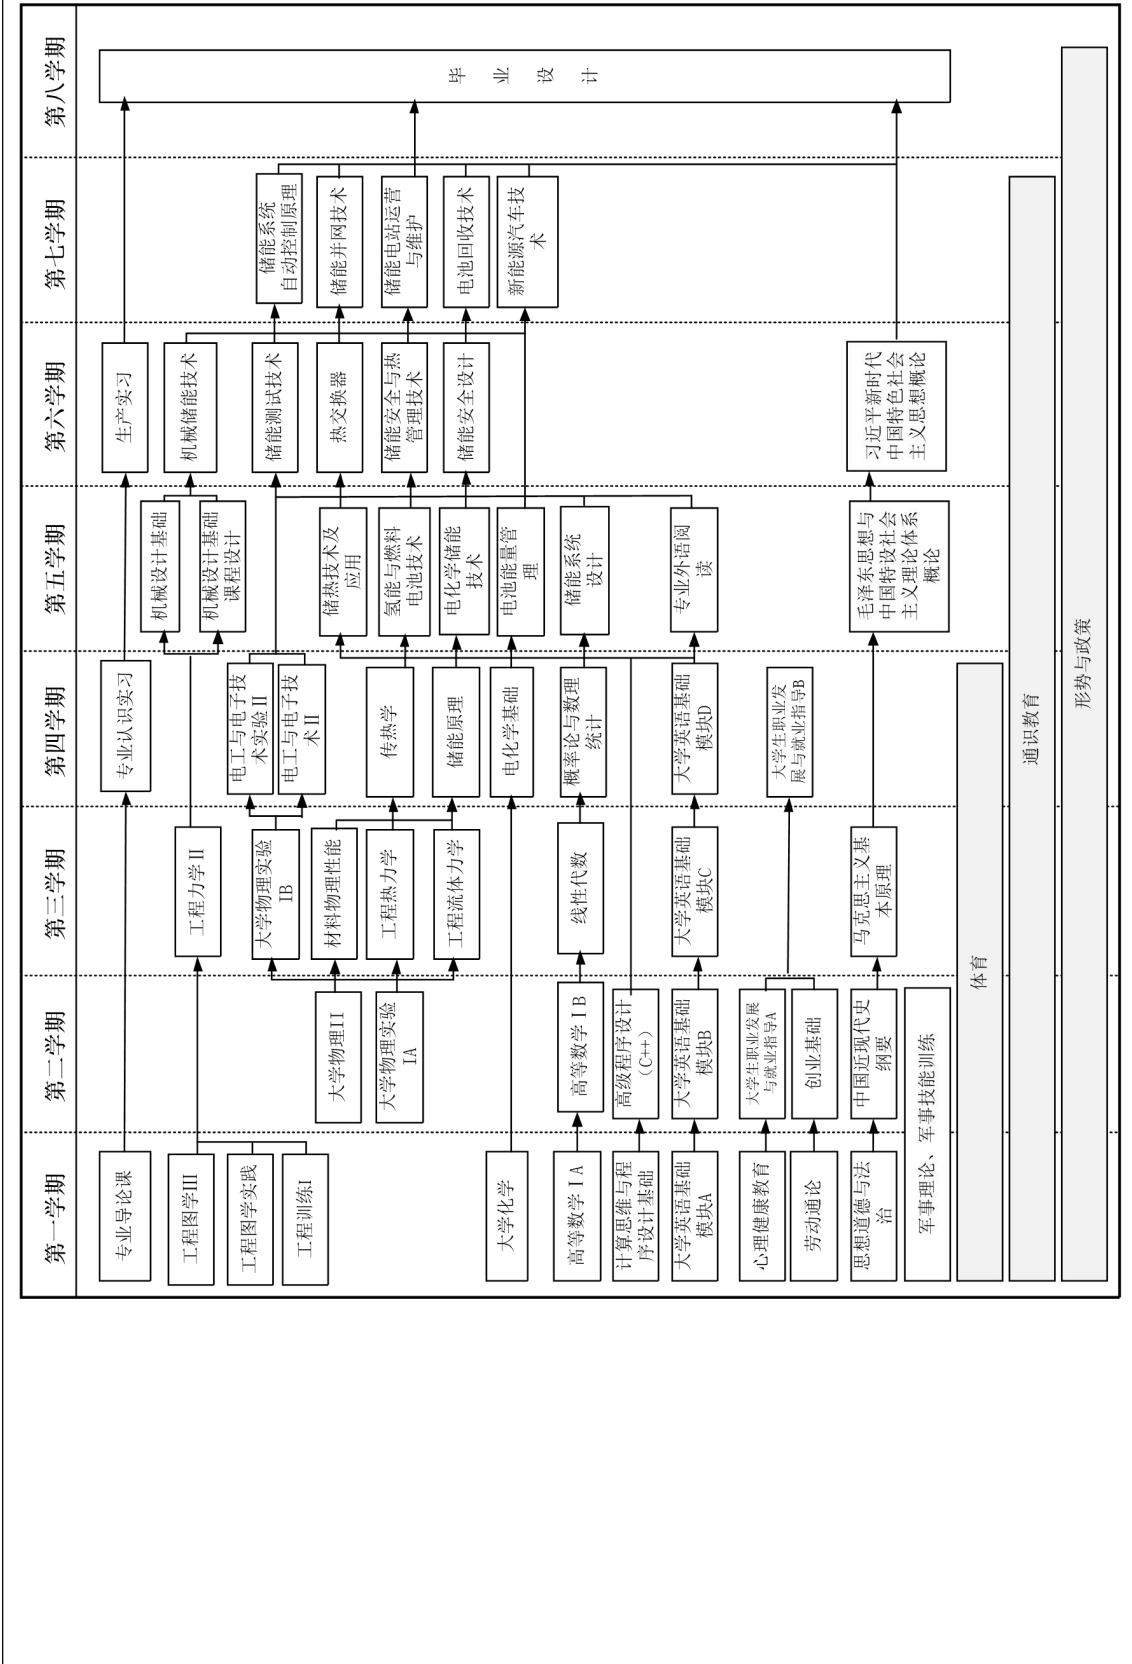 第一学期
专业导论课
工程图学III
工程图学实践
工程训练I
大学化学
高等数学ⅠA
计算思维与程
序设计基础
大学英语基础
模块A
心理健康教育
劳动通论
思想道德与法
治
军事理论、军事技能训练
第二学期
大学物理II
大学物理实验
IA
高等数学ⅠB
高级程序设计
(C++)
大学英语基础
模块B
大学生职业发展
与就业指导A
创业基础
中国近现代史
纲要
第三学期
工程力学Ⅱ
大学物理实验
IB
材料物理性能
工程热力学
工程流体力学
线性代数
大学英语基础
模块C
马克思主义基
本原理
第四学期
专业认识实习
电工与电子技
术实验Ⅱ
电工与电子技
术Ⅱ
传热学
储能原理
电化学基础
概率论与数理
统计
大学英语基础
模块D
大学生职业发
展与就业指导B
第五学期
机械设计基础
机械设计基础
课程设计
储热技术及
应用
氢能与燃料
电池技术
电化学储能
技术
电池能量管
理
储能系统
设计
专业外语阅
读
毛泽东思想与
中国特设社会
主义理论体系
概论
第六学期
生产实习
机械储能技术
储能测试技术
热交换器
储能安全与热
管理技术
储能安全设计
习近平新时代
中国特色社会
主义思想概论
第七学期
储能系统
自动控制原理
储能并网技术
储能电站运营
与维护
电池回收技术
新能源汽车技
术
第八学期
毕业设计
体育
通识教育
形势与政策